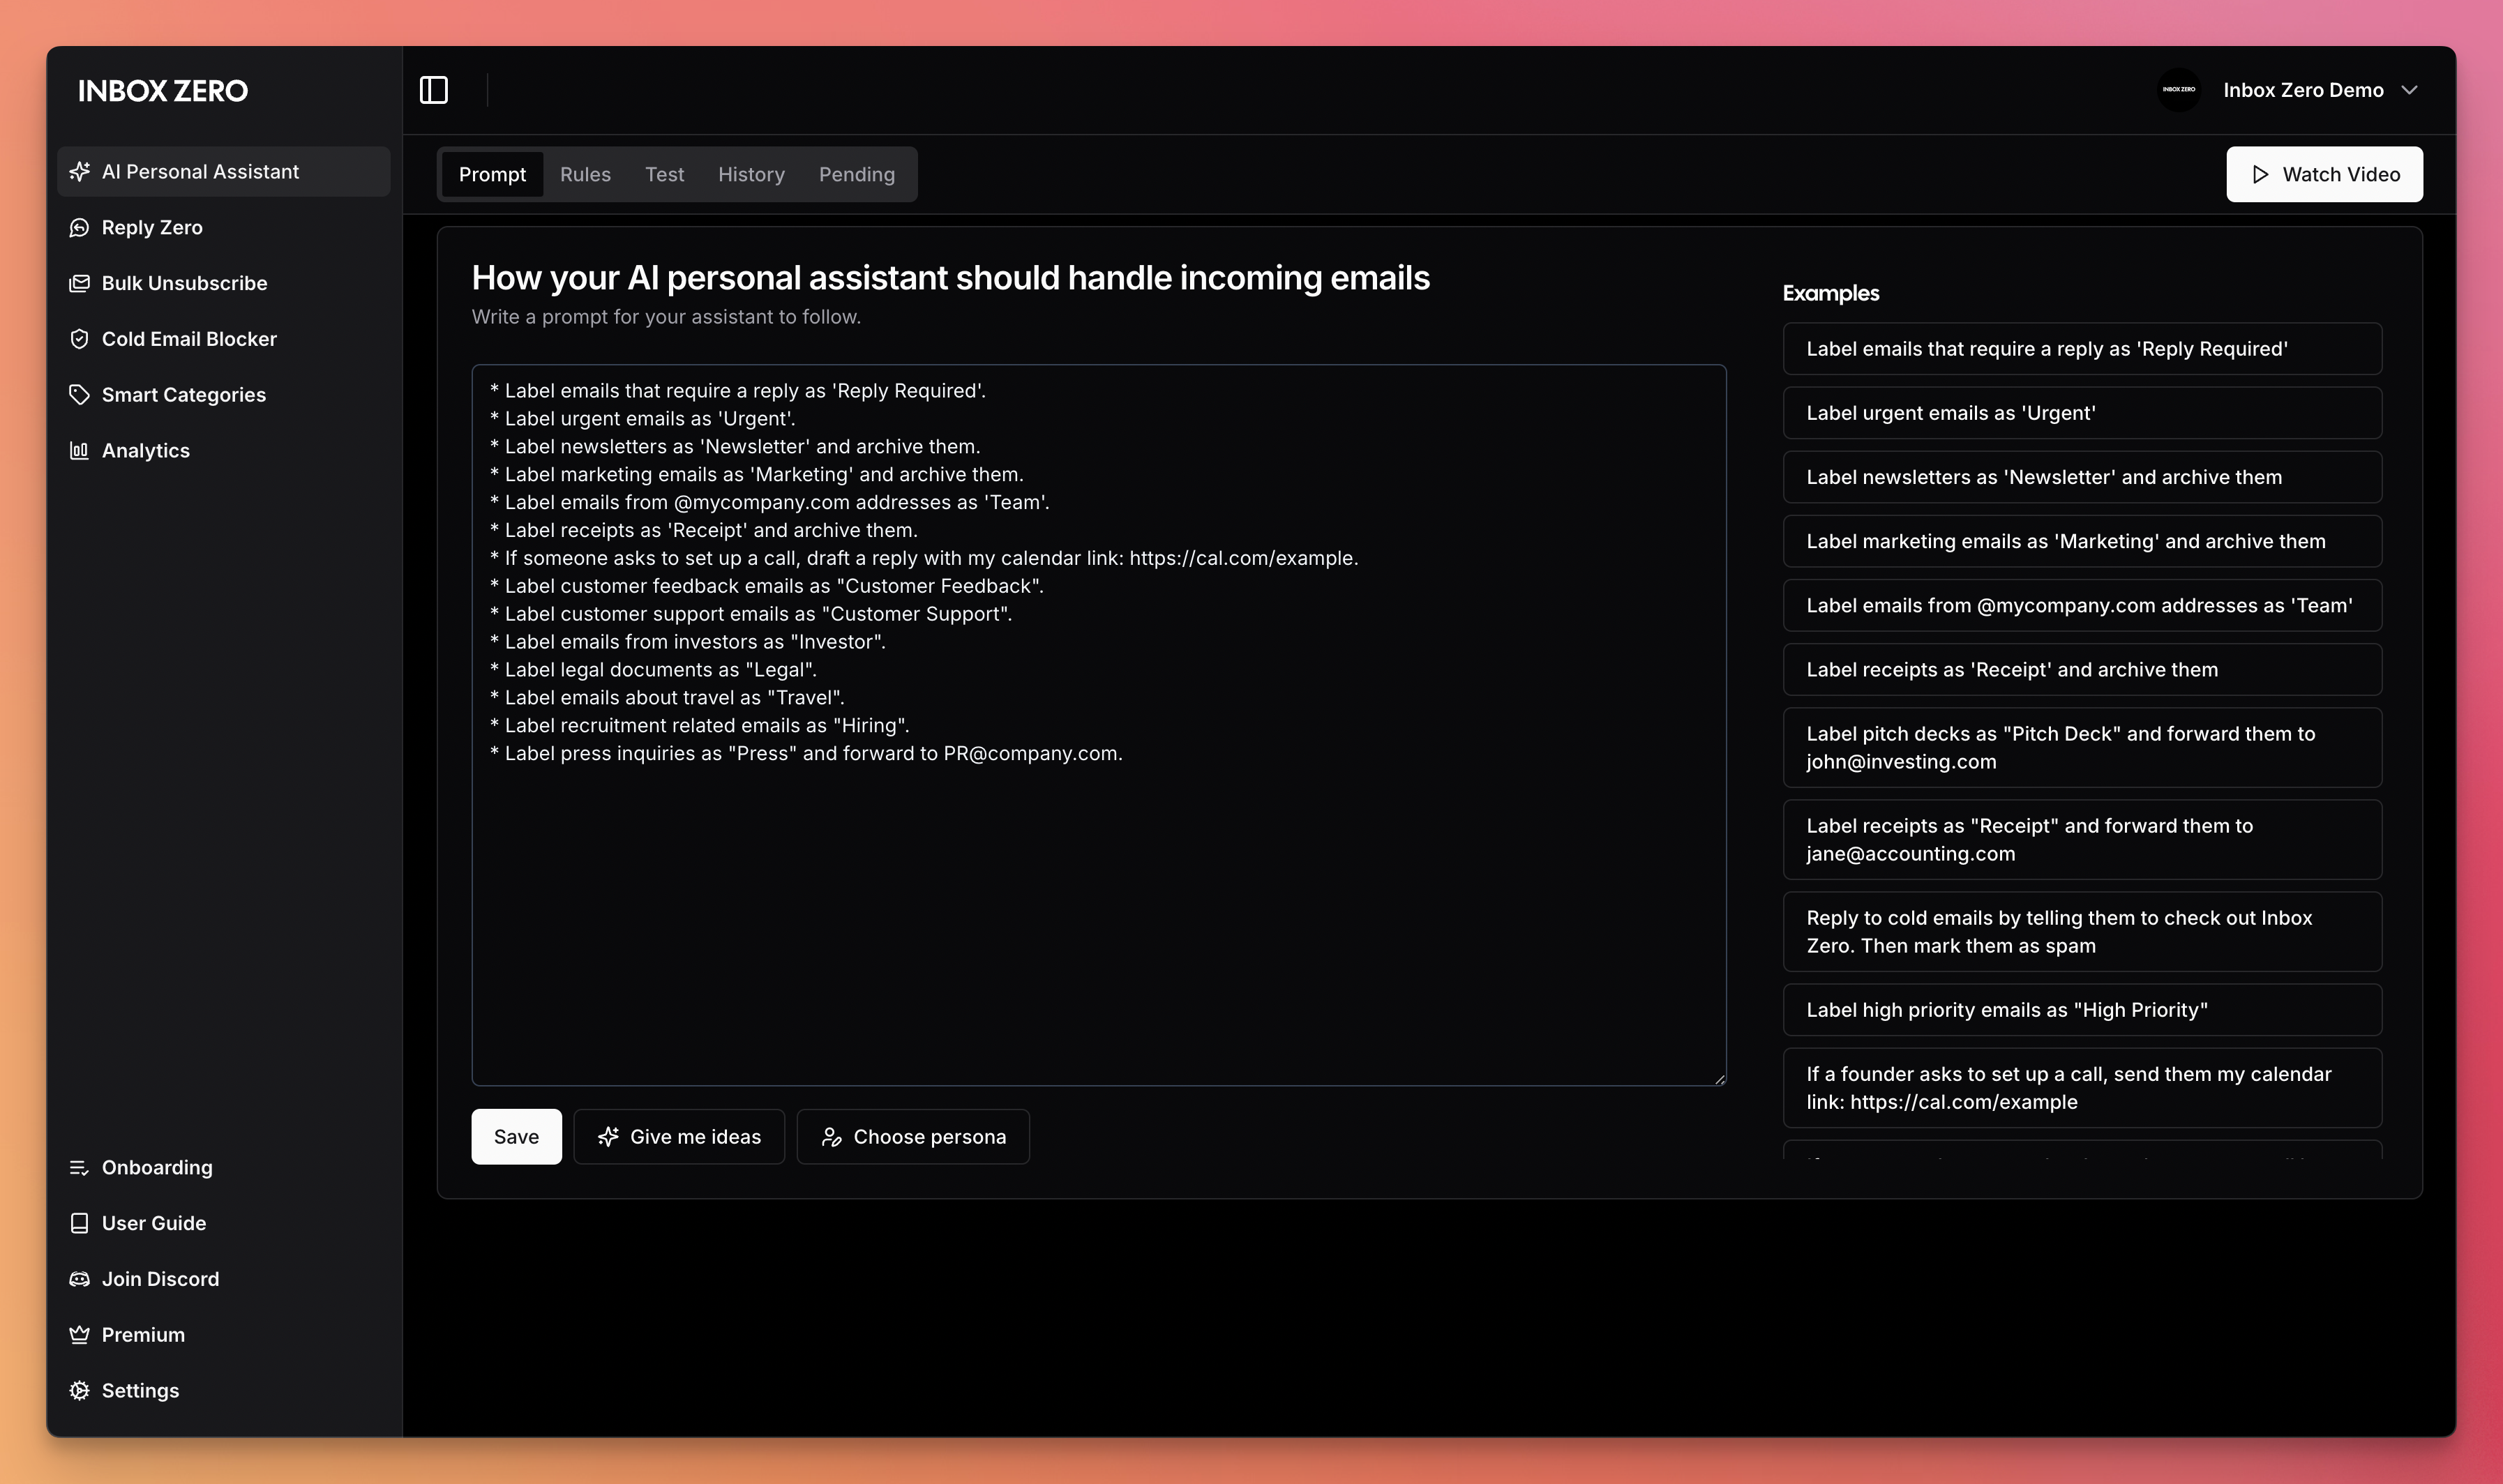 INBOX ZERO
AI Personal Assistant
Reply Zero
Bulk Unsubscribe
Cold Email Blocker
Smart Categories
Analytics
Onboarding
User Guide
Join Discord
Premium
Settings
INBOX ZERO
Inbox Zero Demo
Prompt
Rules
Test
History
Pending
Watch Video
How your AI personal assistant should handle incoming emails
Write a prompt for your assistant to follow.
* Label emails that require a reply as 'Reply Required'.
* Label urgent emails as 'Urgent'.
* Label newsletters as 'Newsletter' and archive them.
* Label marketing emails as 'Marketing' and archive them.
* Label emails from @mycompany.com addresses as 'Team'.
* Label receipts as 'Receipt' and archive them.
* If someone asks to set up a call, draft a reply with my calendar link: https://cal.com/example.
* Label customer feedback emails as "Customer Feedback".
* Label customer support emails as "Customer Support".
* Label emails from investors as "Investor".
* Label legal documents as "Legal".
* Label emails about travel as "Travel".
* Label recruitment related emails as "Hiring".
* Label press inquiries as "Press" and forward to PR@company.com.
Save
Give me ideas
Choose persona
Examples
Label emails that require a reply as 'Reply Required'
Label urgent emails as 'Urgent'
Label newsletters as 'Newsletter' and archive them
Label marketing emails as 'Marketing' and archive them
Label emails from @mycompany.com addresses as 'Team'
Label receipts as 'Receipt' and archive them
Label pitch decks as "Pitch Deck" and forward them to
john@investing.com
Label receipts as "Receipt" and forward them to
jane@accounting.com
Reply to cold emails by telling them to check out Inbox
Zero. Then mark them as spam
Label high priority emails as "High Priority"
If a founder asks to set up a call, send them my calendar
link: https://cal.com/example